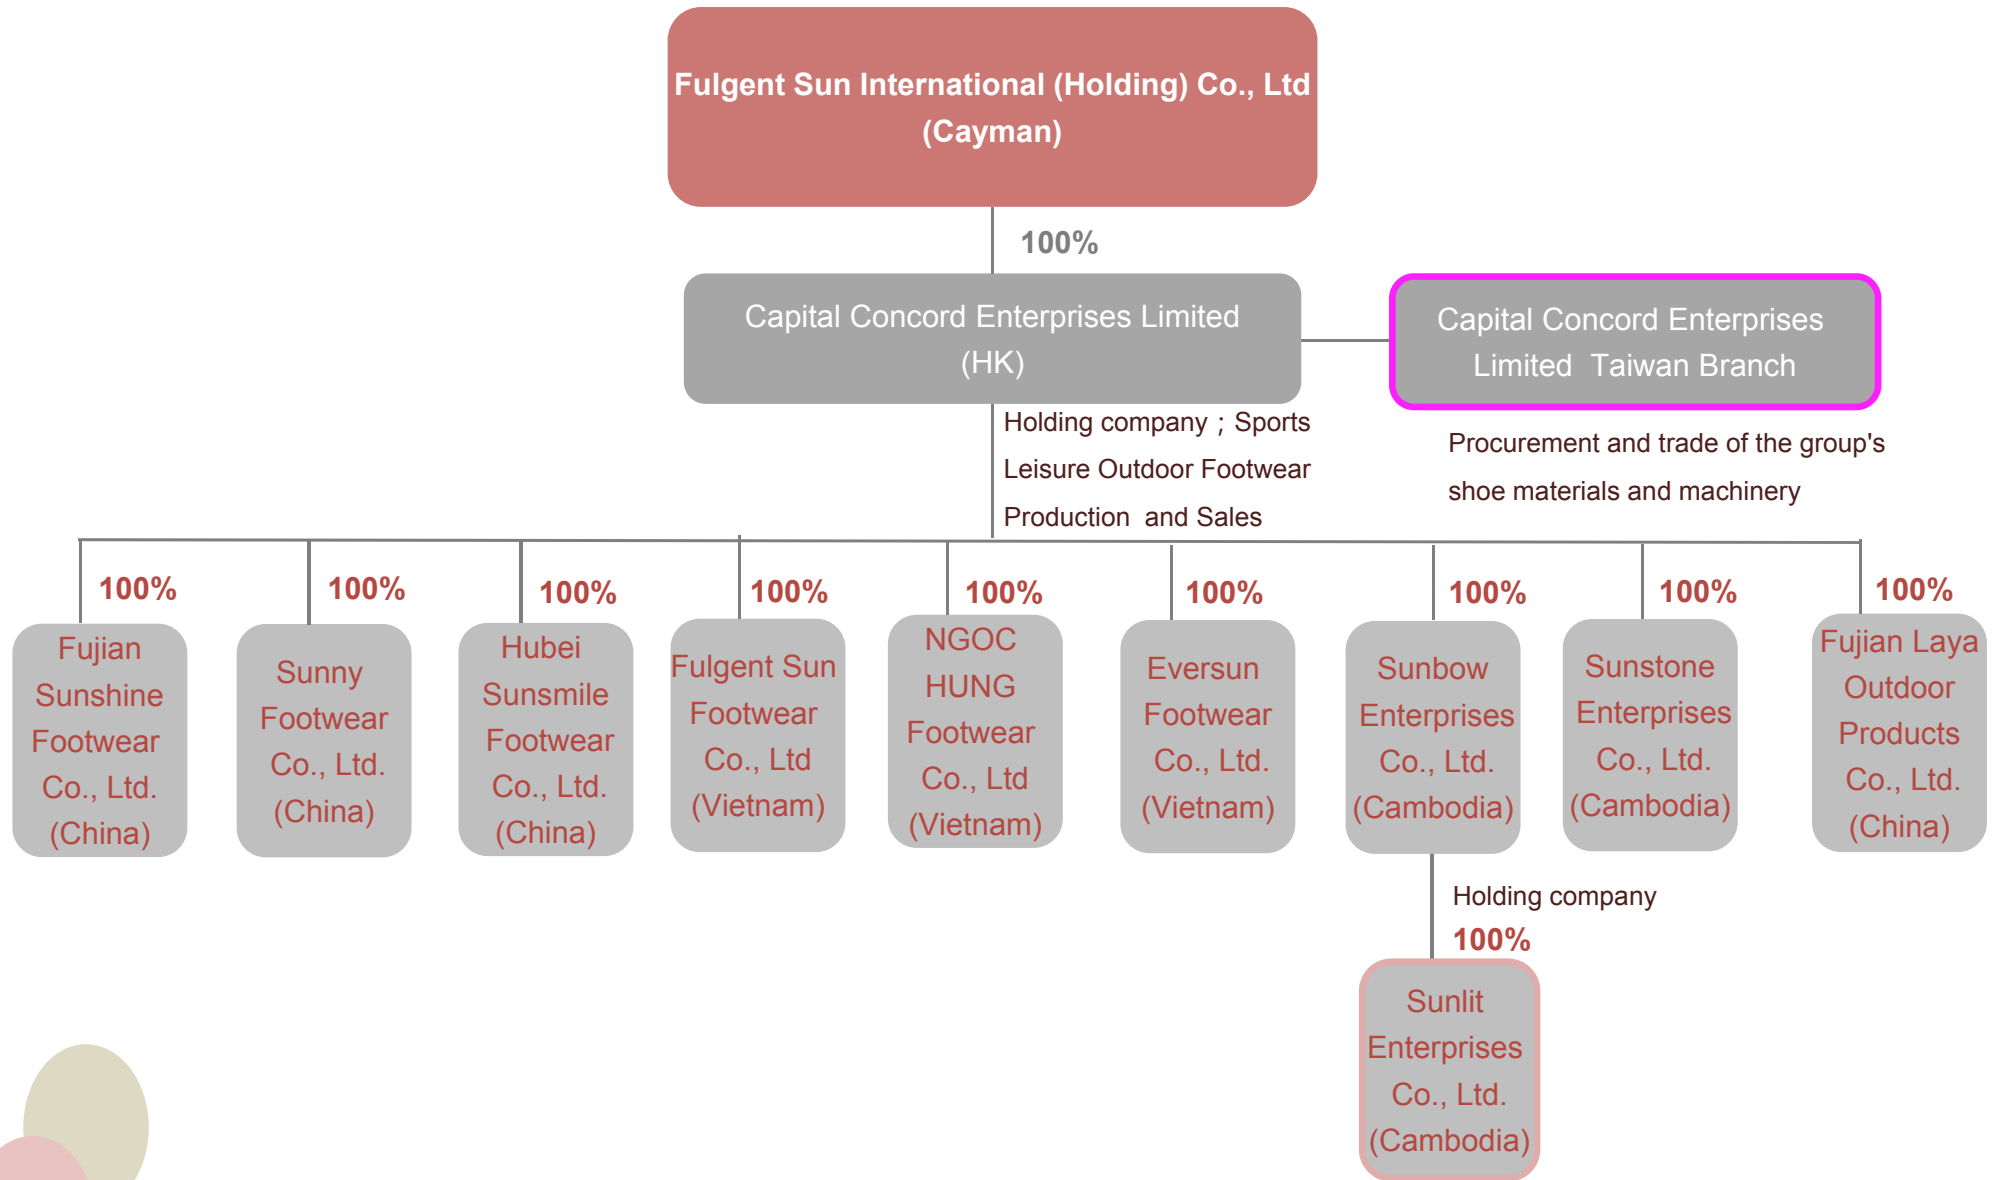 Fulgent Sun International (Holding) Co., Ltd
(Cayman)
100%
Capital Concord Enterprises Limited
(HK)
Capital Concord Enterprises
Limited Taiwan Branch
Holding company；Sports
Leisure Outdoor Footwear
Production and Sales
Procurement and trade of the group's
shoe materials and machinery
100%
Fujian
Sunshine
Footwear
Co., Ltd.
(China)
100%
Sunny
Footwear
Co., Ltd.
(China)
100%
Hubei
Sunsmile
Footwear
Co., Ltd.
(China)
100%
Fulgent Sun
Footwear
Co., Ltd
(Vietnam)
100%
NGOC
HUNG
Footwear
Co., Ltd
(Vietnam)
100%
Eversun
Footwear
Co., Ltd.
(Vietnam)
100%
Sunbow
Enterprises
Co., Ltd.
(Cambodia)
100%
Sunstone
Enterprises
Co., Ltd.
(Cambodia)
100%
Fujian Laya
Outdoor
Products
Co., Ltd.
(China)
Holding company
100%
Sunlit
Enterprises
Co., Ltd.
(Cambodia)